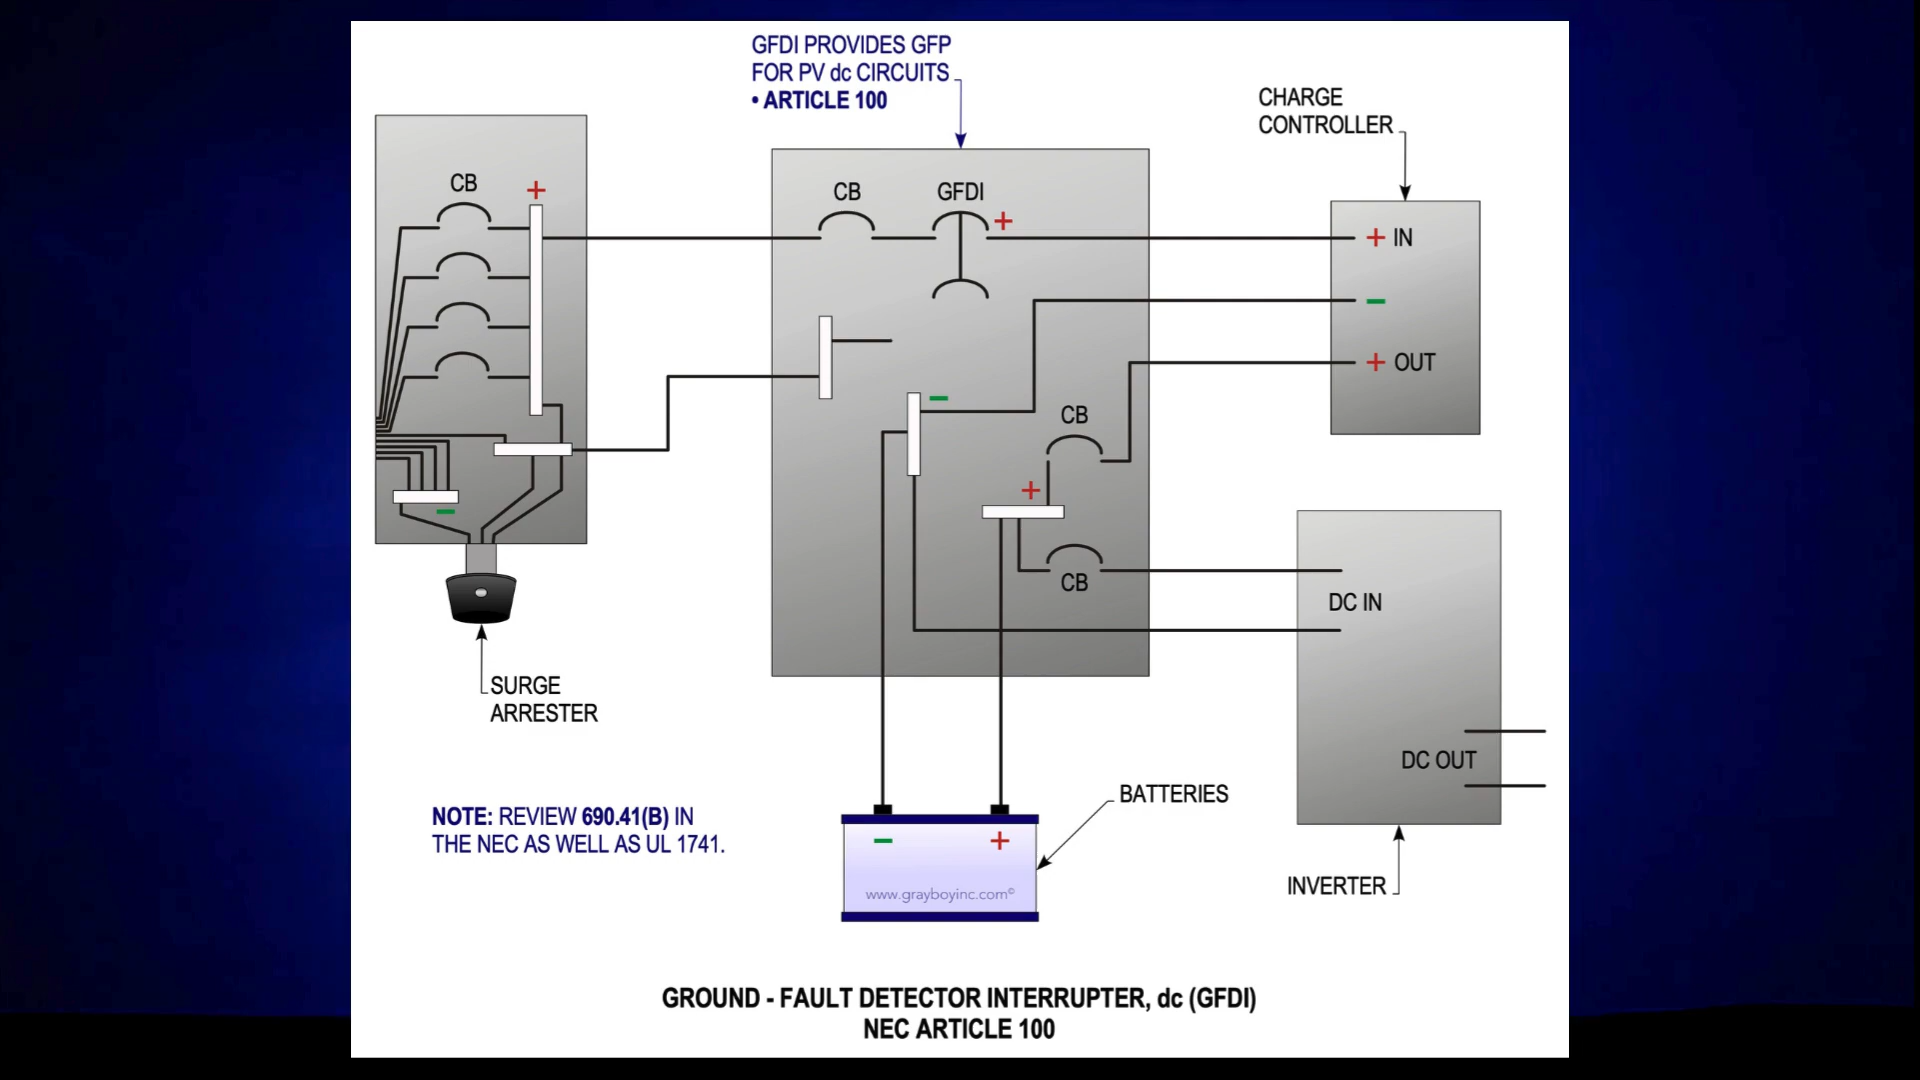 GFDI PROVIDES GFP
FOR PV dc CIRCUITS
• ARTICLE 100
CHARGE
CONTROLLER
CB
+
CB
GFDI
+
+ IN
−
+ OUT
−
CB
+
−
CB
DC IN
SURGE
ARRESTER
DC OUT
BATTERIES
NOTE: REVIEW 690.41(B) IN
THE NEC AS WELL AS UL 1741.
− +
www.grayboyinc.com©
INVERTER
GROUND - FAULT DETECTOR INTERRUPTER, dc (GFDI)
NEC ARTICLE 100